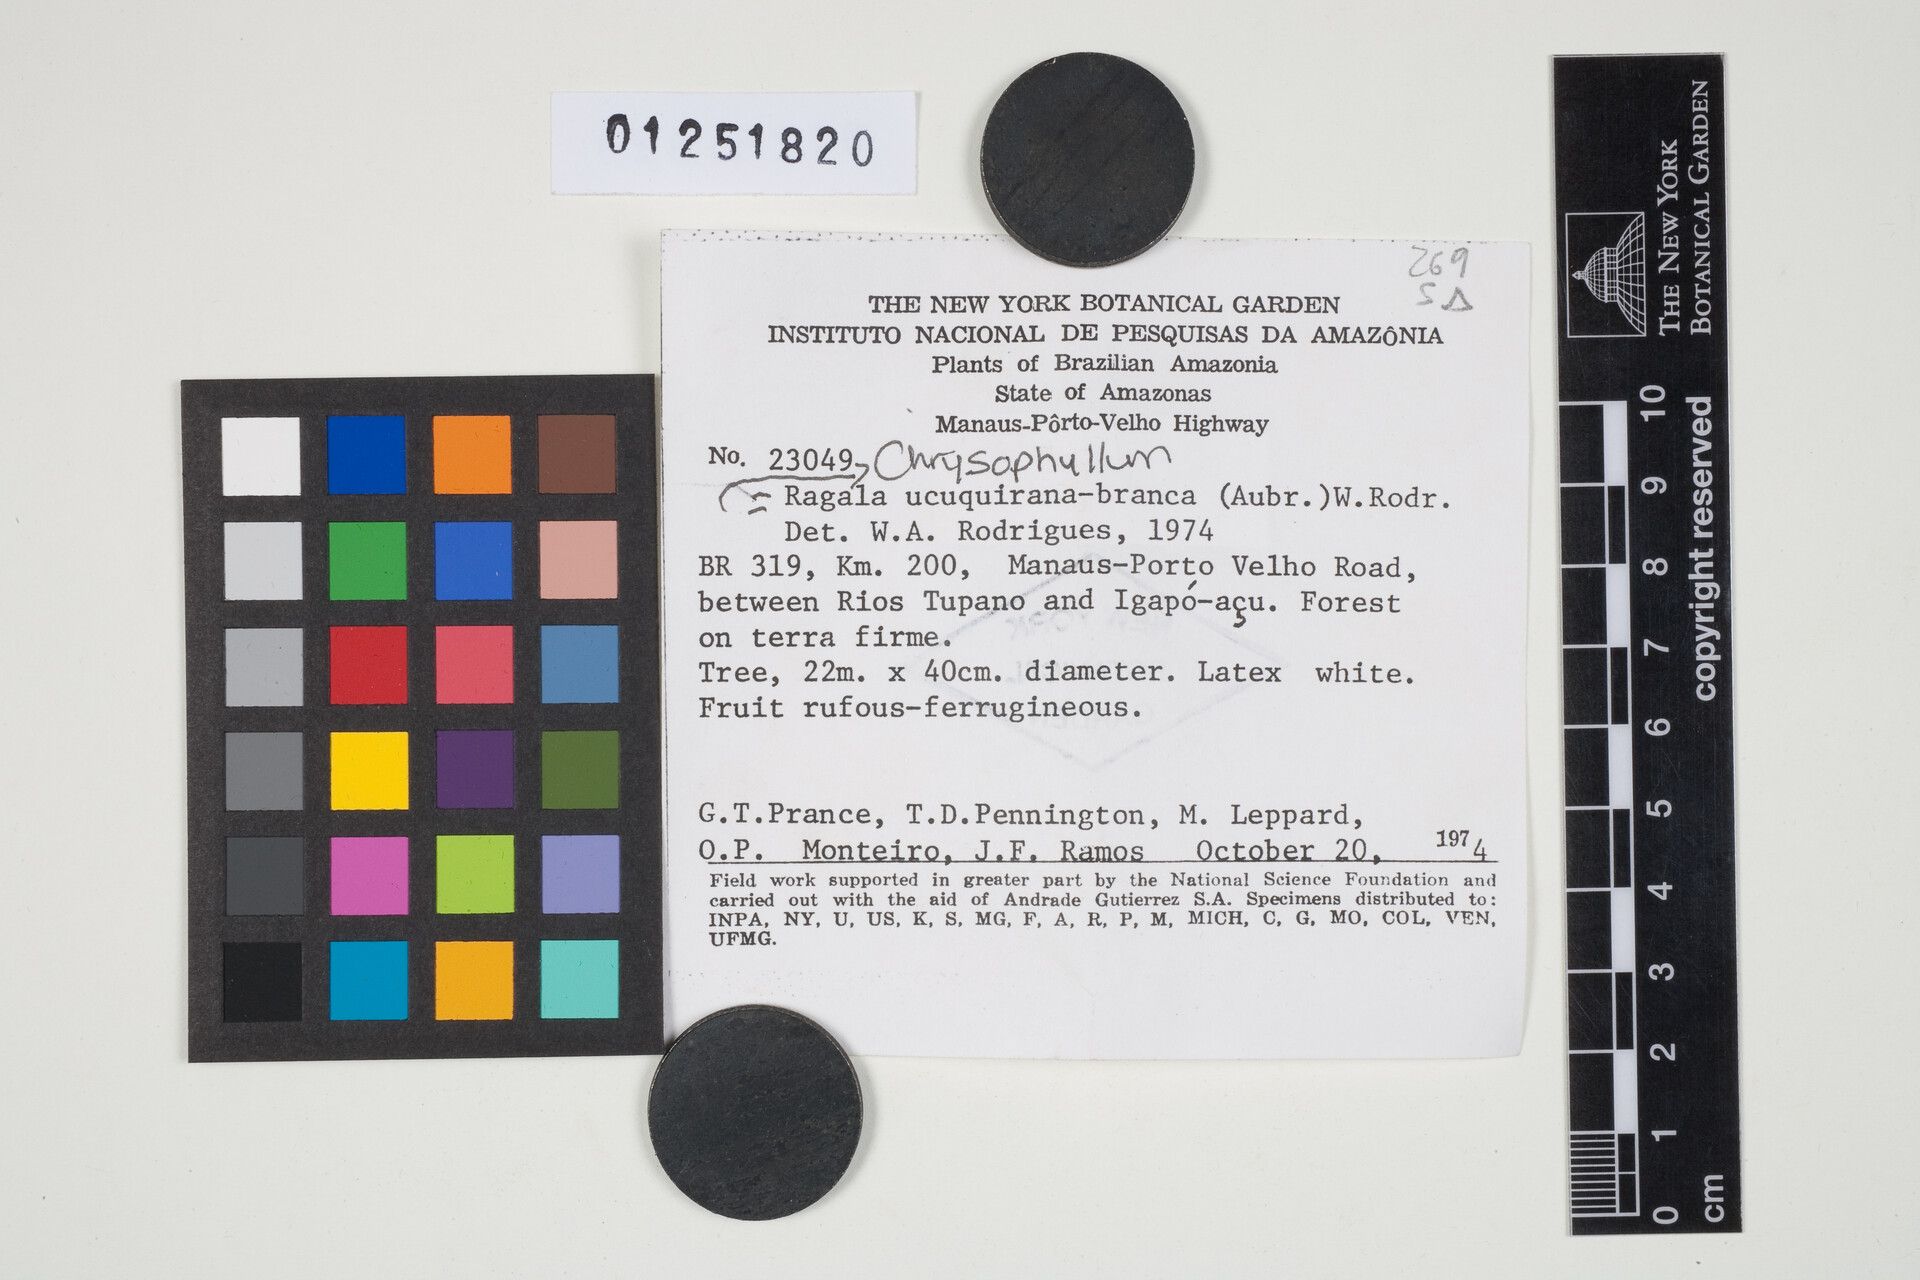 01251820
269
5Δ
THE NEW YORK BOTANICAL GARDEN
INSTITUTO NACIONAL DE PESQUISAS DA AMAZÔNIA
Plants of Brazilian Amazonia
State of Amazonas
Manaus-Pôrto-Velho Highway
No. 23049, Chrysophyllum
(= Ragala ucuquirana-branca (Aubr.)W.Rodr.
Det. W.A. Rodrigues, 1974
BR 319, Km. 200, Manaus-Porto Velho Road,
between Rios Tupano and Igapó-açu. Forest
on terra firme.
Tree, 22m. x 40cm. diameter. Latex white.
Fruit rufous-ferrugineous.
G.T.Prance, T.D.Pennington, M. Leppard,
O.P. Monteiro, J.F. Ramos October 20, 1974
Field work supported in greater part by the National Science Foundation and
carried out with the aid of Andrade Gutierrez S.A. Specimens distributed to:
INPA, NY, U, US, K, S, MG, F, A, R, P, M, MICH, C, G, MO, COL, VEN,
UFMG.
THE NEW YORK
BOTANICAL GARDEN
copyright reserved
10
9
8
7
6
5
4
3
2
1
0
cm